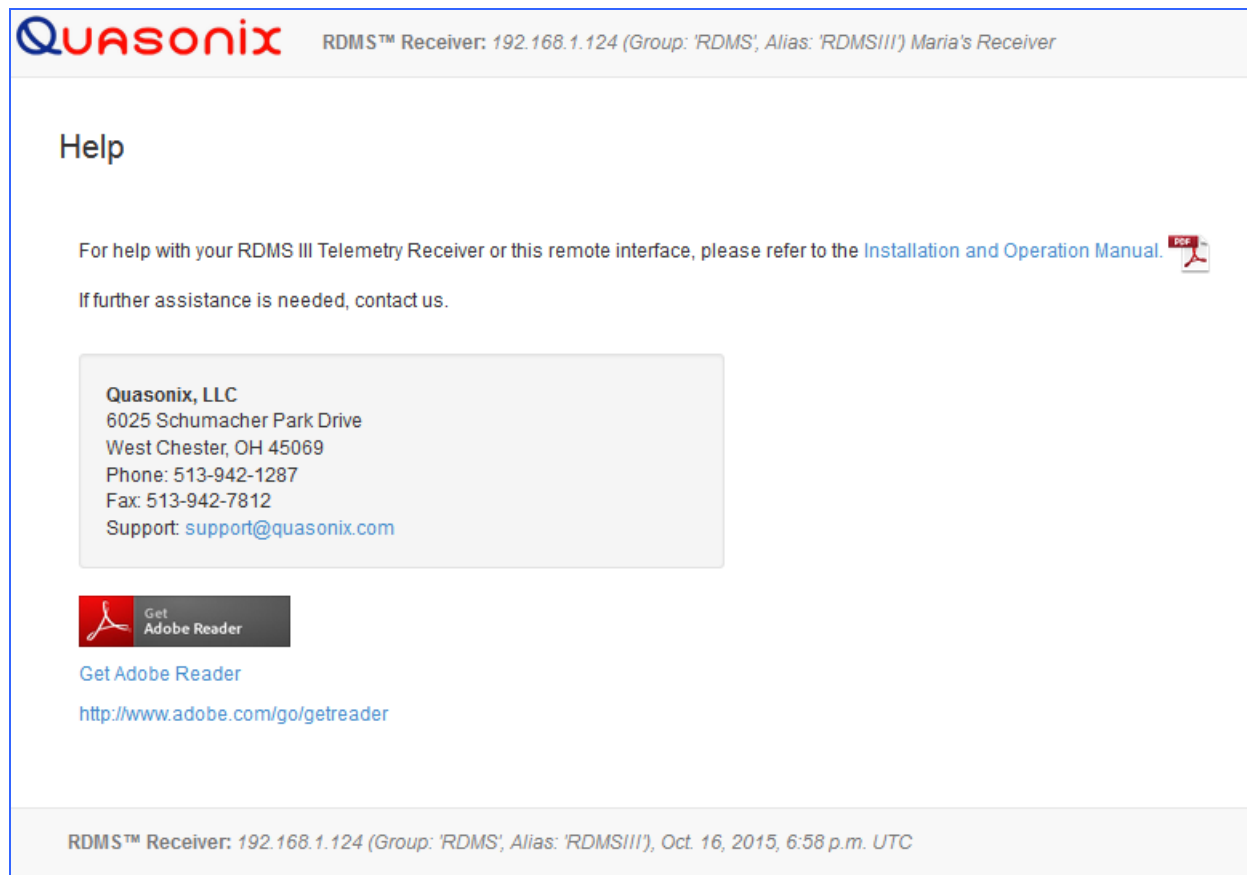 Quasonix RDMS™ Receiver: 192.168.1.124 (Group: 'RDMS', Alias: 'RDMSIII') Maria's Receiver
Help
For help with your RDMS III Telemetry Receiver or this remote interface, please refer to the Installation and Operation Manual. PDF
If further assistance is needed, contact us.
Quasonix, LLC
6025 Schumacher Park Drive
West Chester, OH 45069
Phone: 513-942-1287
Fax: 513-942-7812
Support: support@quasonix.com
Get
Adobe Reader
Get Adobe Reader
http://www.adobe.com/go/getreader
RDMS™ Receiver: 192.168.1.124 (Group: 'RDMS', Alias: 'RDMSIII'), Oct. 16, 2015, 6:58 p.m. UTC